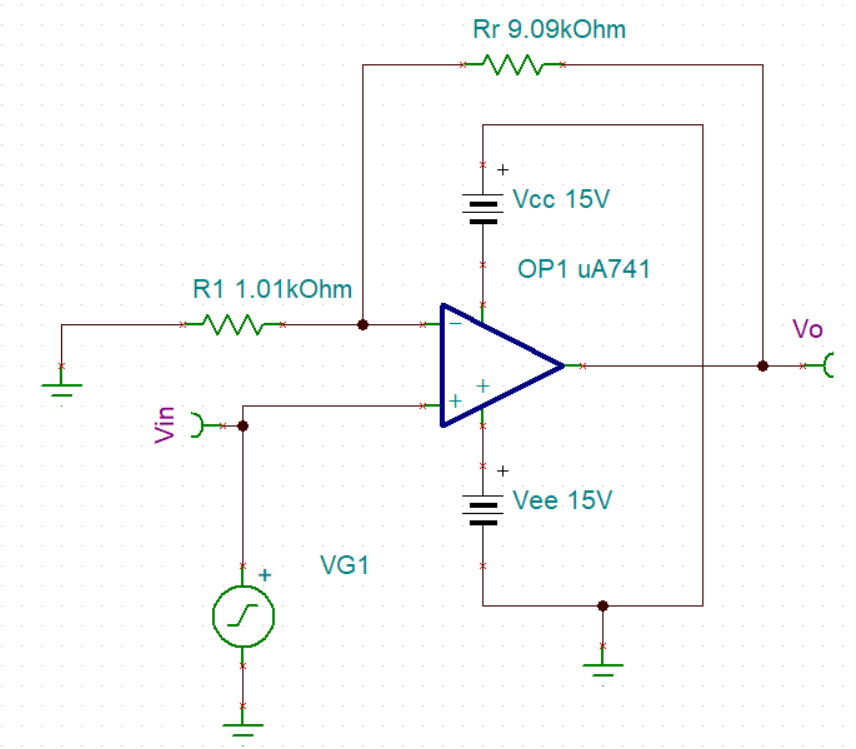 Rr 9.09kOhm
+
Vcc 15V
OP1 uA741
R1 1.01kOhm
Vo
−
+
+
Vin
+
Vee 15V
VG1
+